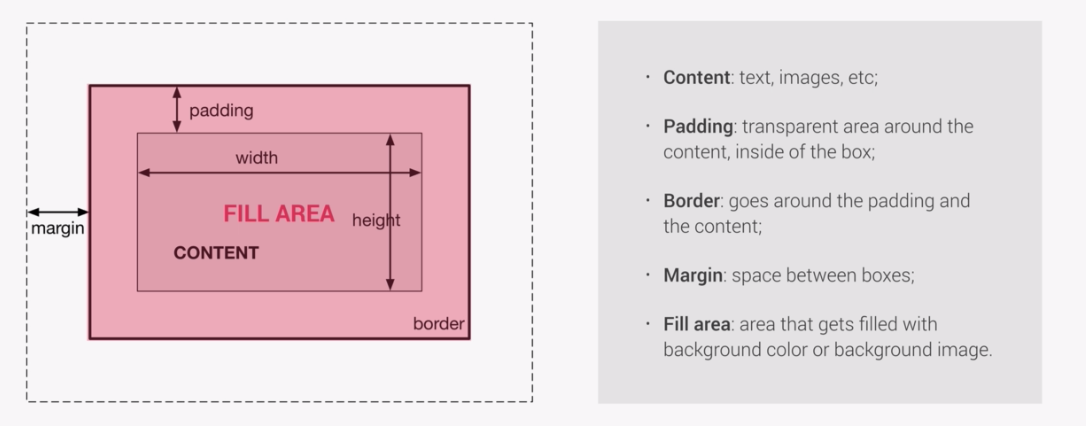 padding
width
FILL AREA
height
margin
CONTENT
border
· Content: text, images, etc;
· Padding: transparent area around the
content, inside of the box;
· Border: goes around the padding and
the content;
· Margin: space between boxes;
· Fill area: area that gets filled with
background color or background image.